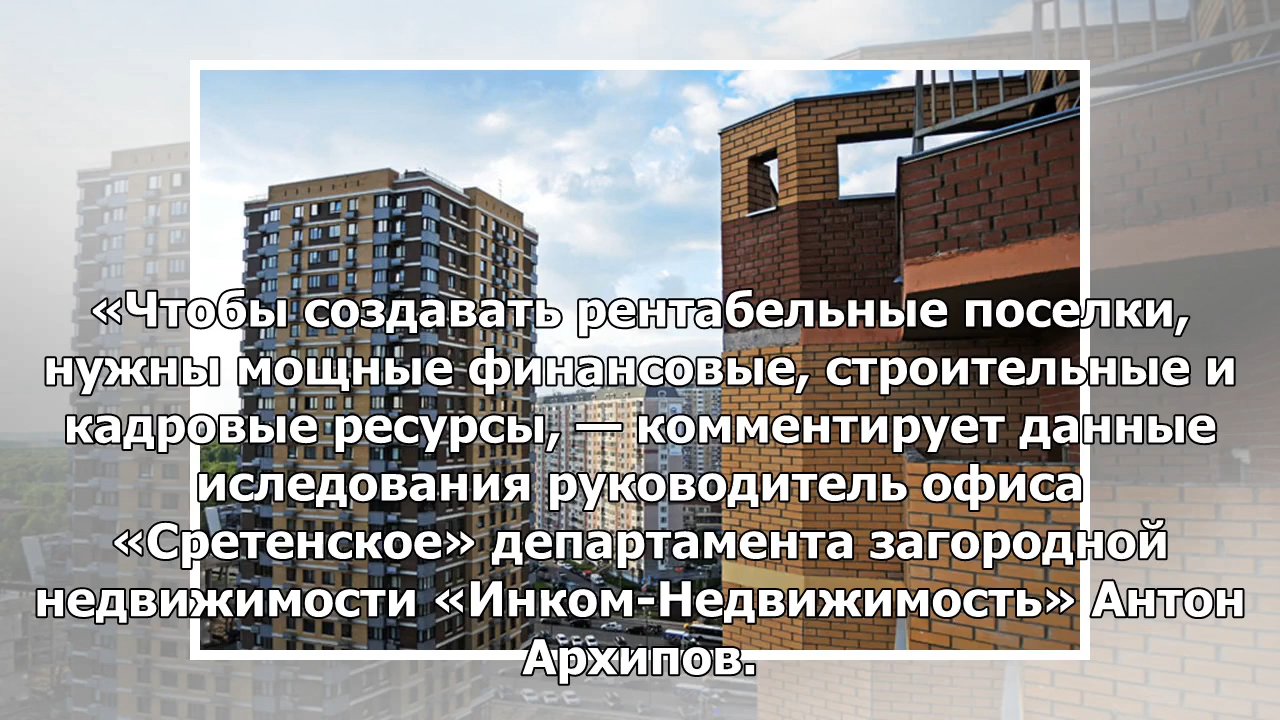 «Чтобы создавать рентабельные поселки,
нужны мощные финансовые, строительные и
кадровые ресурсы, — комментирует данные
иследования руководитель офиса
«Сретенское» департамента загородной
недвижимости «Инком-Недвижимость» Антон
Архипов.